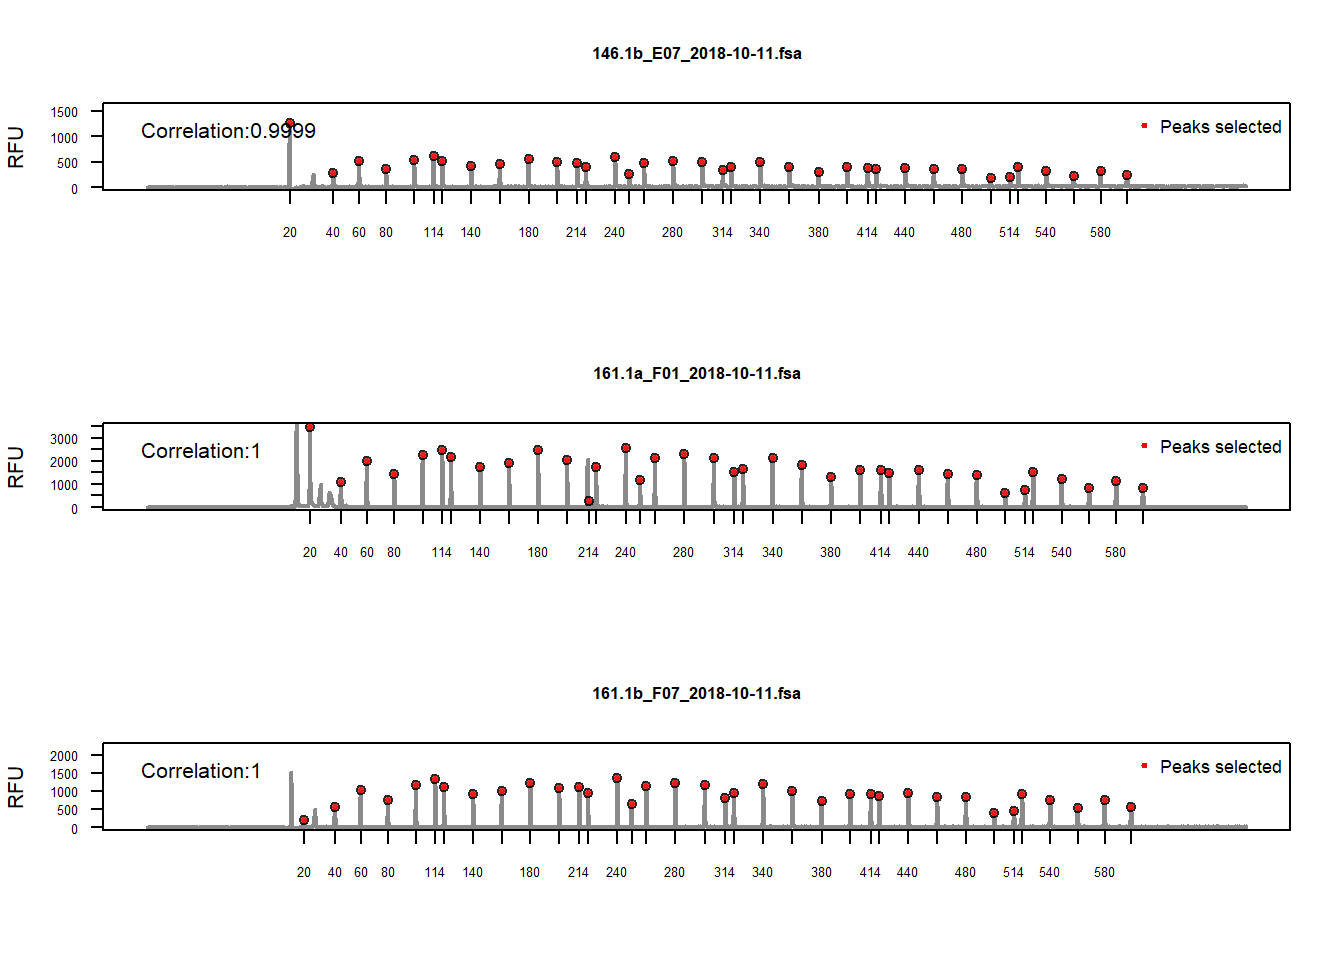 146.1b_E07_2018-10-11.fsa
RFU
1500
1000
500
0
Correlation:0.9999
Peaks selected
20 40 60 80 114 140 180 214 240 280 314 340 380 414 440 480 514 540 580
161.1a_F01_2018-10-11.fsa
RFU
3000
2000
1000
0
Correlation:1
Peaks selected
20 40 60 80 114 140 180 214 240 280 314 340 380 414 440 480 514 540 580
161.1b_F07_2018-10-11.fsa
RFU
2000
1500
1000
500
0
Correlation:1
Peaks selected
20 40 60 80 114 140 180 214 240 280 314 340 380 414 440 480 514 540 580